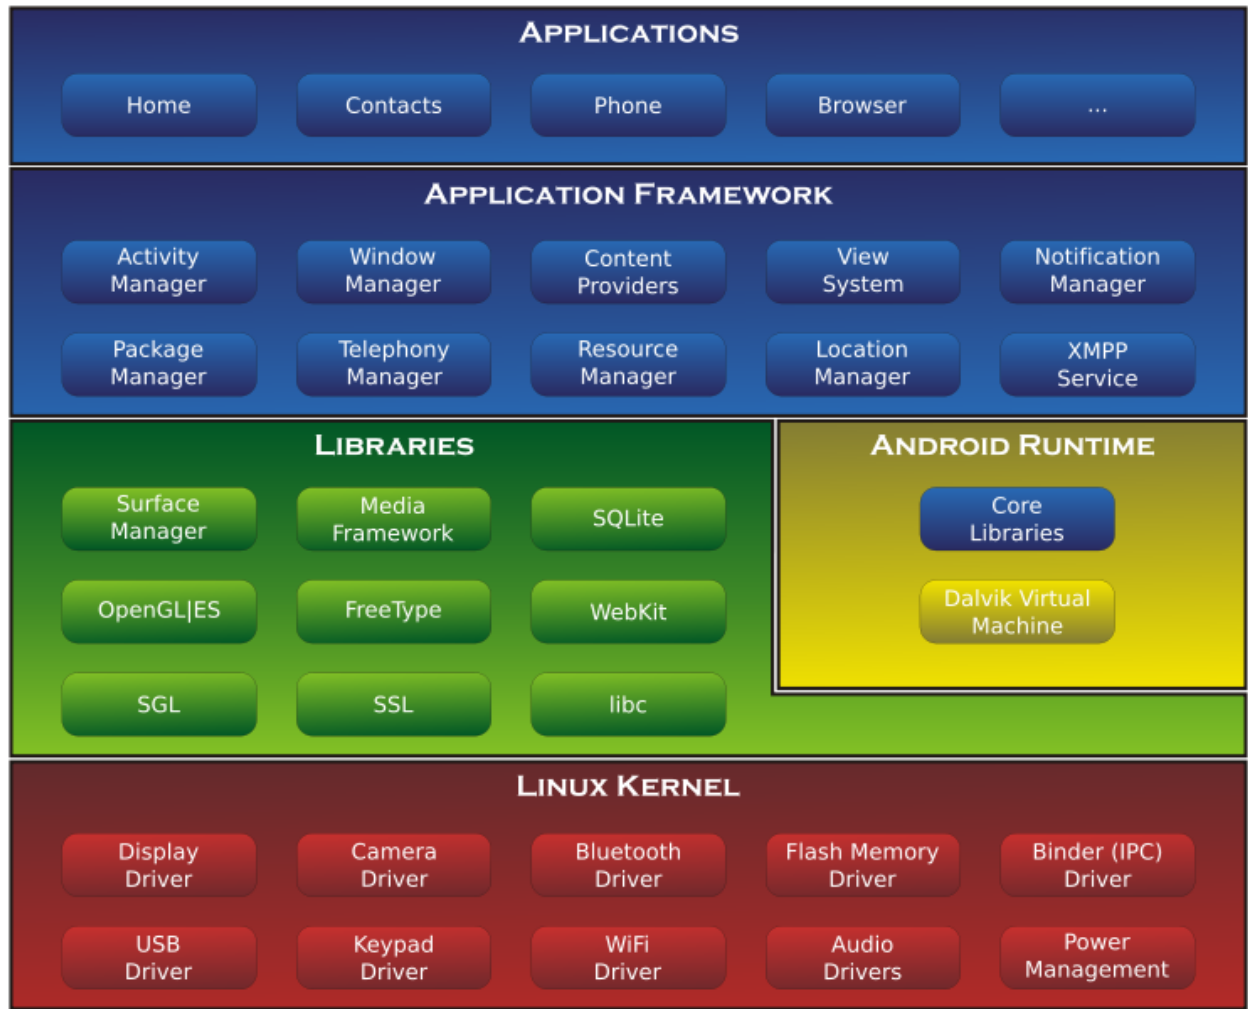 Applications
Home
Contacts
Phone
Browser
...
Application Framework
Activity
Manager
Window
Manager
Content
Providers
View
System
Notification
Manager
Package
Manager
Telephony
Manager
Resource
Manager
Location
Manager
XMPP
Service
Libraries
Surface
Manager
Media
Framework
SQLite
OpenGL|ES
FreeType
WebKit
SGL
SSL
libc
Android Runtime
Core
Libraries
Dalvik Virtual
Machine
Linux Kernel
Display
Driver
Camera
Driver
Bluetooth
Driver
Flash Memory
Driver
Binder (IPC)
Driver
USB
Driver
Keypad
Driver
WiFi
Driver
Audio
Drivers
Power
Management